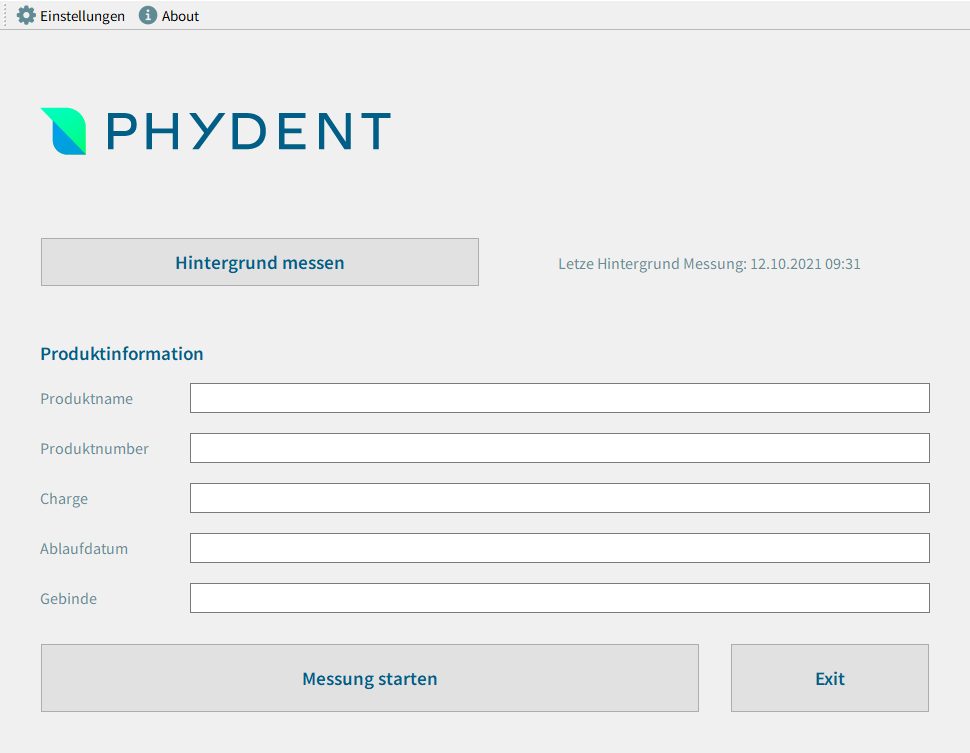 Einstellungen About
PHYDENT
Hintergrund messen
Letze Hintergrund Messung: 12.10.2021 09:31
Produktinformation
Produktname
Produktnumber
Charge
Ablaufdatum
Gebinde
Messung starten
Exit